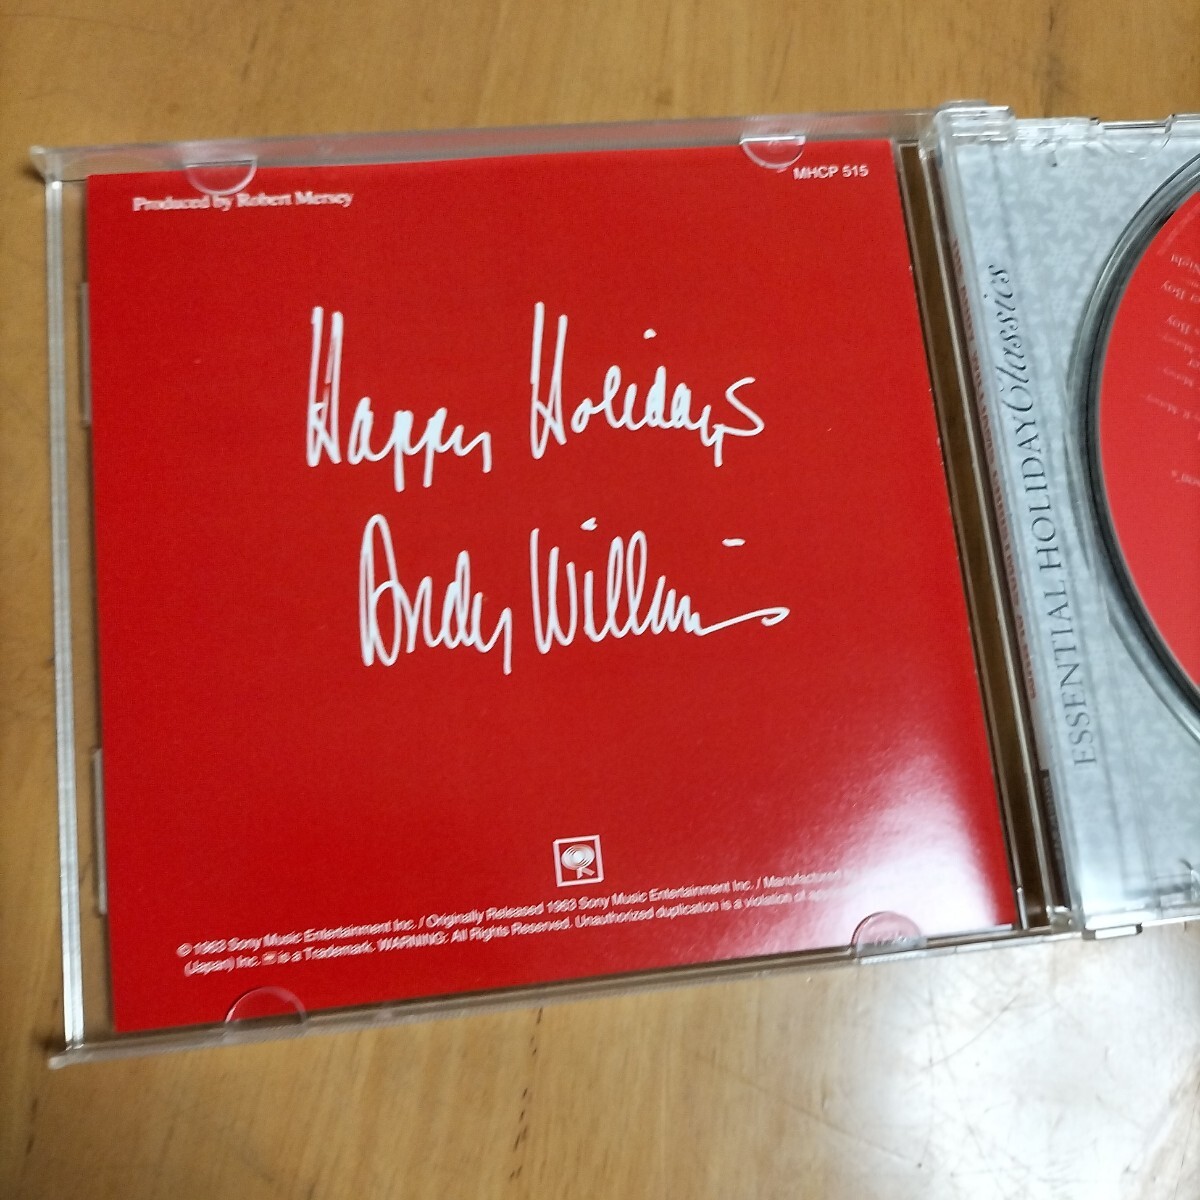 Produced by Robert Mersey
MHCP 515
Happy Holidays
Andy Williams
© 1963 Sony Music Entertainment Inc. / Originally Released 1963 Sony Music Entertainment Inc. / Manufactured
(Japan) Inc. is a Trademark. WARNING: All Rights Reserved. Unauthorized duplication is a violation of
ESSENTIAL HOLIDAY Classics
Boy
Boy